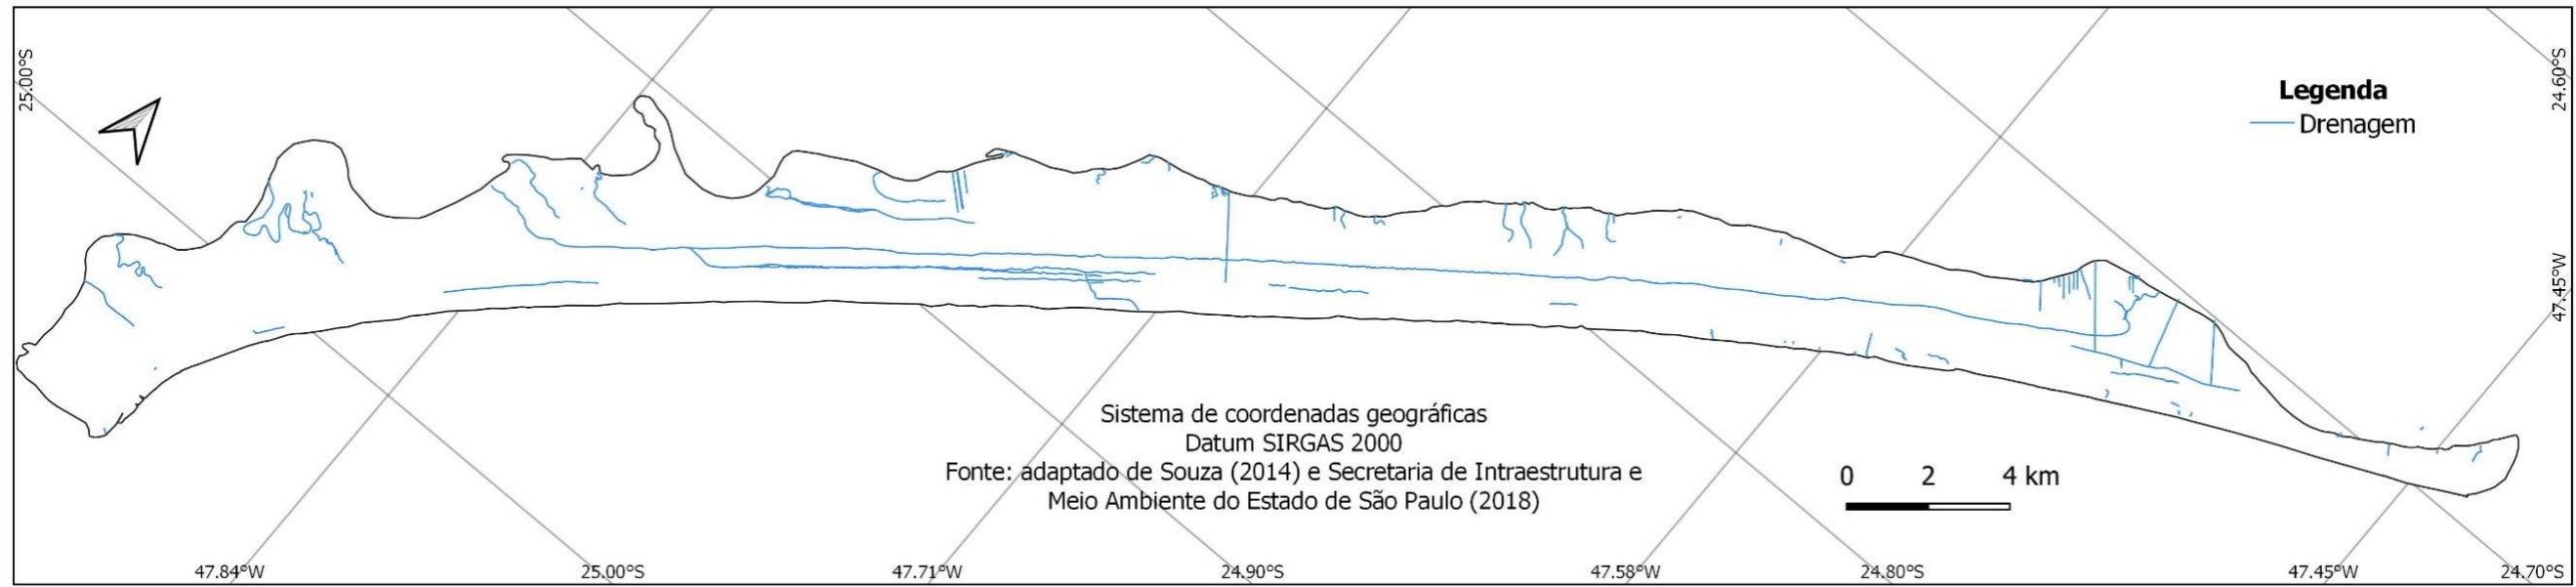 25.00°S
24.60°S
Legenda
Drenagem
47.45°W
Sistema de coordenadas geográficas
Datum SIRGAS 2000
Fonte: adaptado de Souza (2014) e Secretaria de Intraestrutura e
Meio Ambiente do Estado de São Paulo (2018)
0 2 4 km
47.84°W 25.00°S 47.71°W 24.90°S 47.58°W 24.80°S 47.45°W 24.70°S